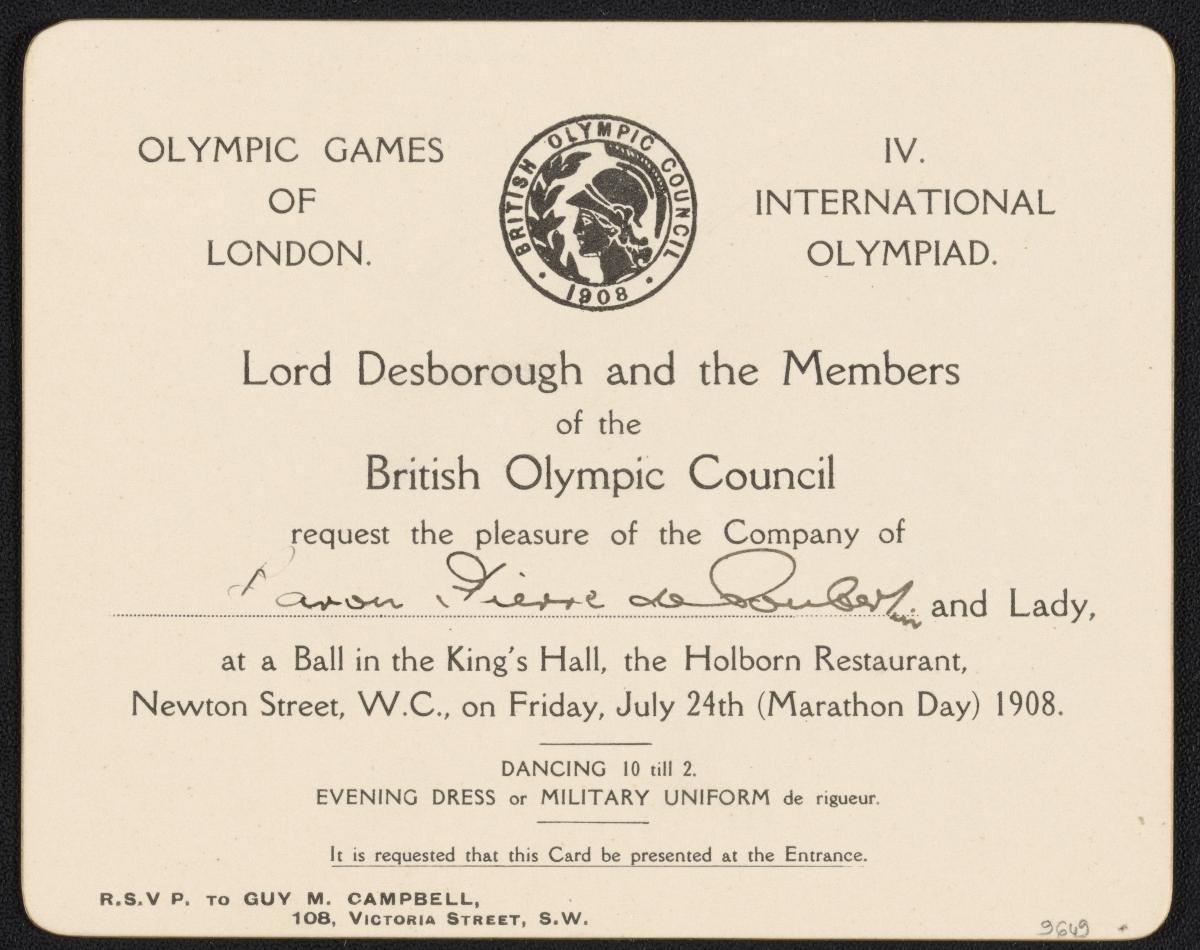 OLYMPIC GAMES
OF
LONDON.
BRITISH OLYMPIC COUNCIL
1908
IV.
INTERNATIONAL
OLYMPIAD.
Lord Desborough and the Members
of the
British Olympic Council
request the pleasure of the Company of
Baron Pierre de Coubertin and Lady,
at a Ball in the King's Hall, the Holborn Restaurant,
Newton Street, W.C., on Friday, July 24th (Marathon Day) 1908.
DANCING 10 till 2.
EVENING DRESS or MILITARY UNIFORM de rigueur.
It is requested that this Card be presented at the Entrance.
R.S.V P. TO GUY M. CAMPBELL,
108, VICTORIA STREET, S.W.
9649